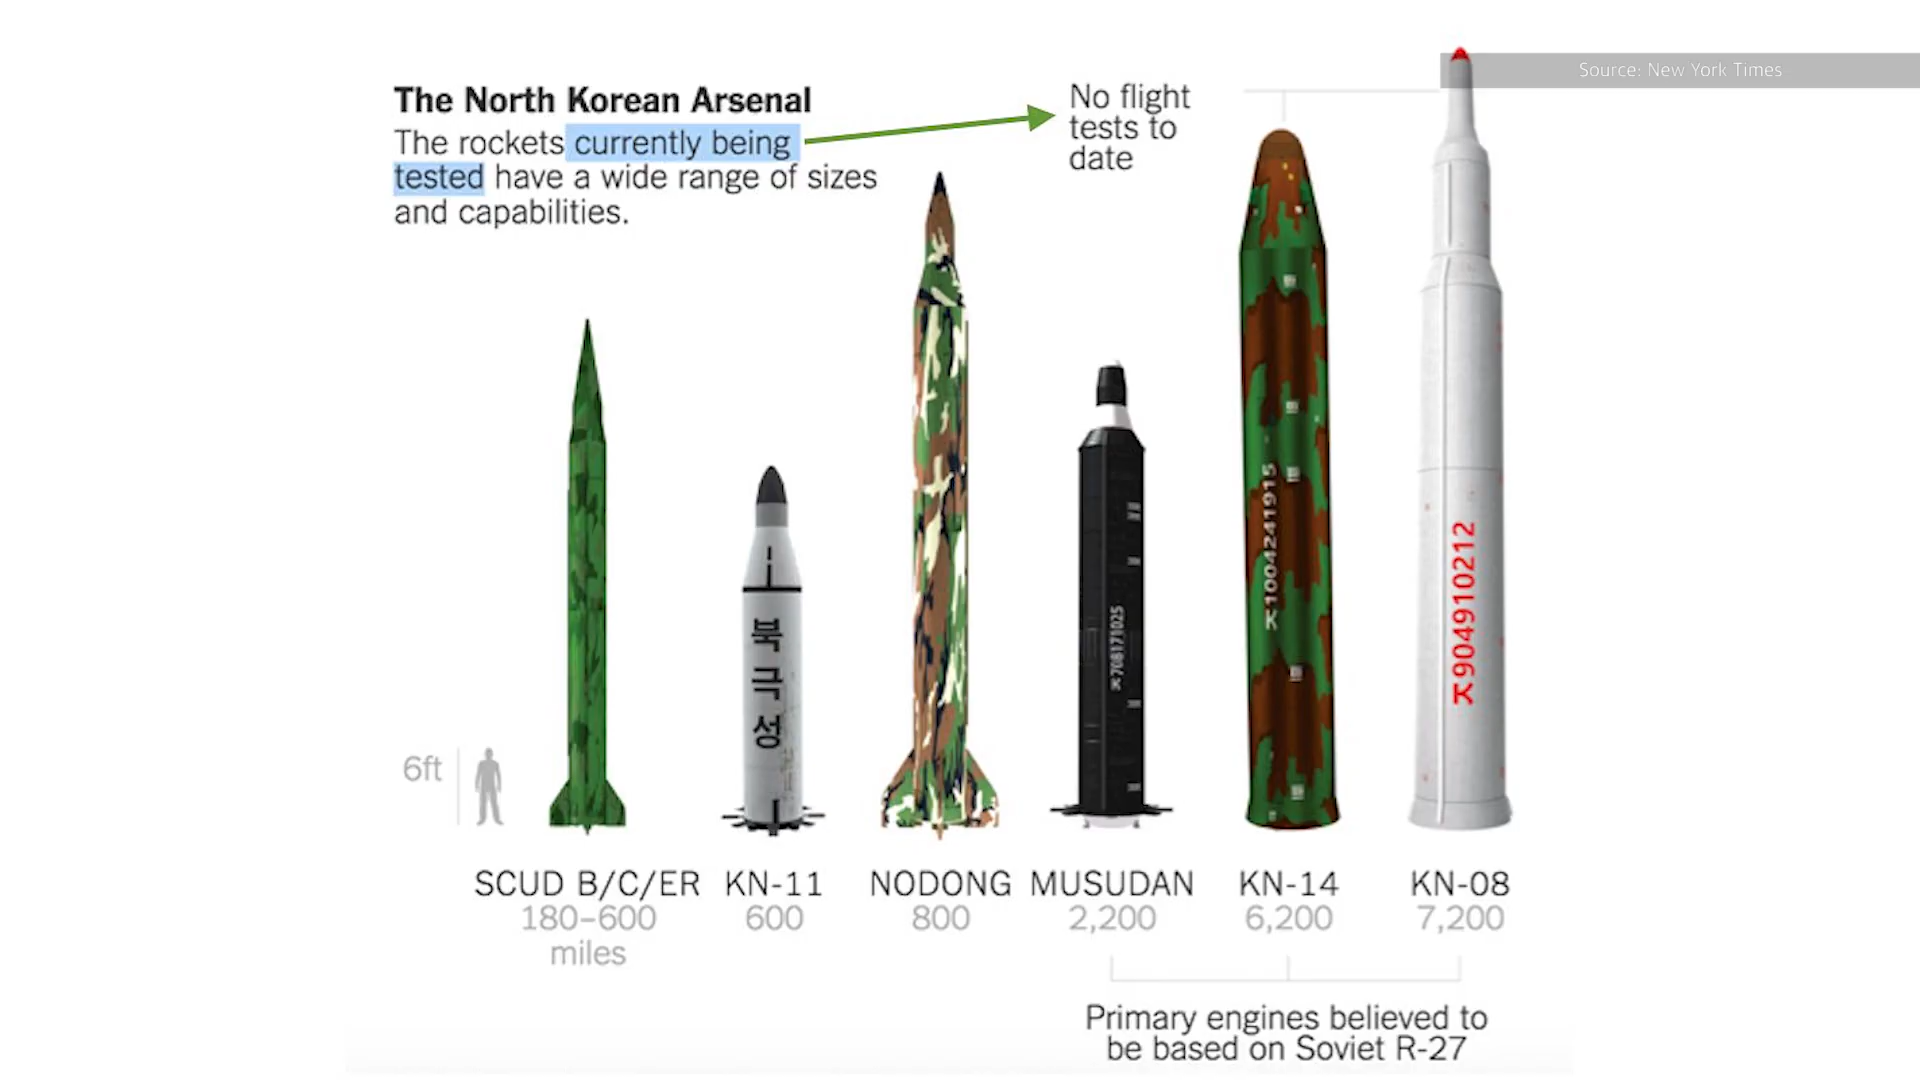 Source: New York Times
The North Korean Arsenal
The rockets currently being
tested have a wide range of sizes
and capabilities.
No flight
tests to
date
북극성
ㅈ708171025
ㅈ100424191５
ㅈ904910212
6ft
SCUD B/C/ER
180–600
miles
KN-11
600
NODONG
800
MUSUDAN
2,200
KN-14
6,200
KN-08
7,200
Primary engines believed to
be based on Soviet R-27